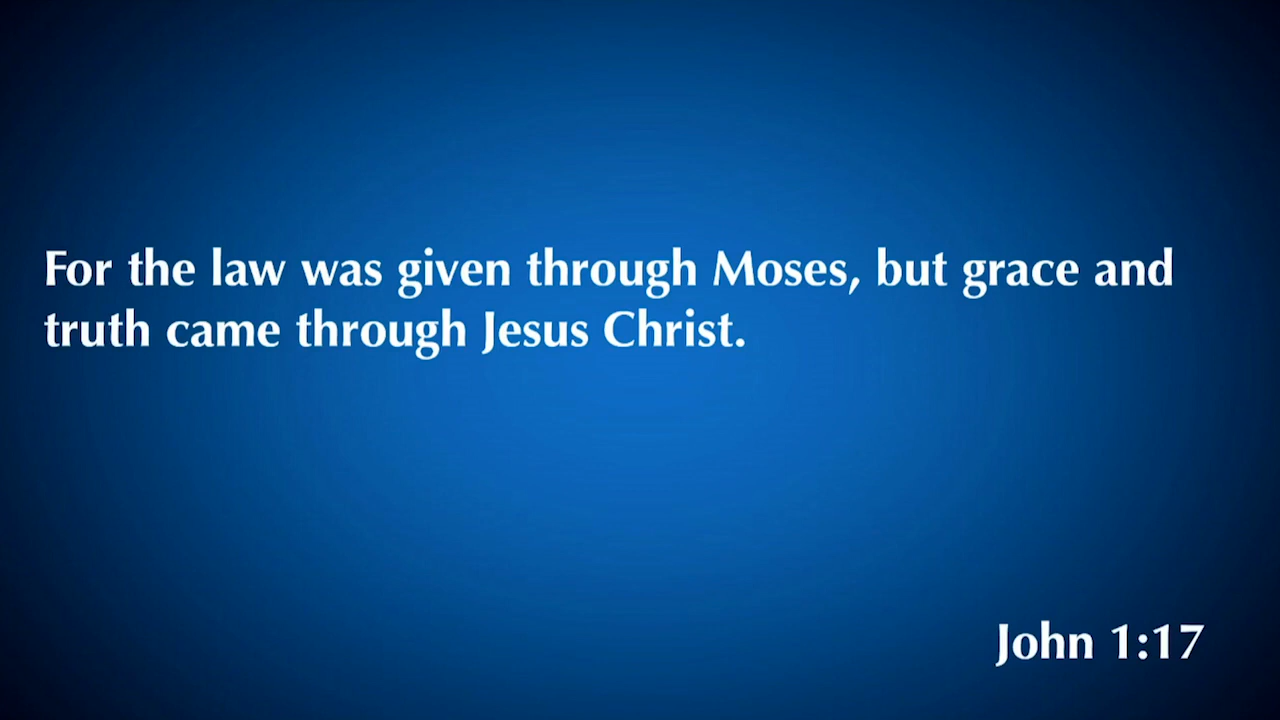 For the law was given through Moses, but grace and
truth came through Jesus Christ.
John 1:17